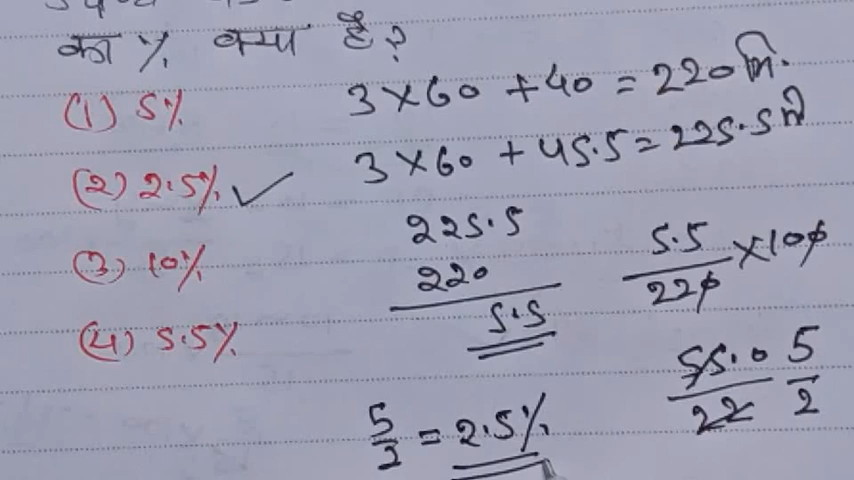 का % क्या है?
(1) 5%
3×60 +40 = 220 मि.
(2) 2.5% ✓
3×60 + 45.5 = 225.5 मि
225.5
220
5.5
5.5/220 ×100
(3) 10%
(4) 5.5%
55.0/22 5/2
5/2 = 2.5%